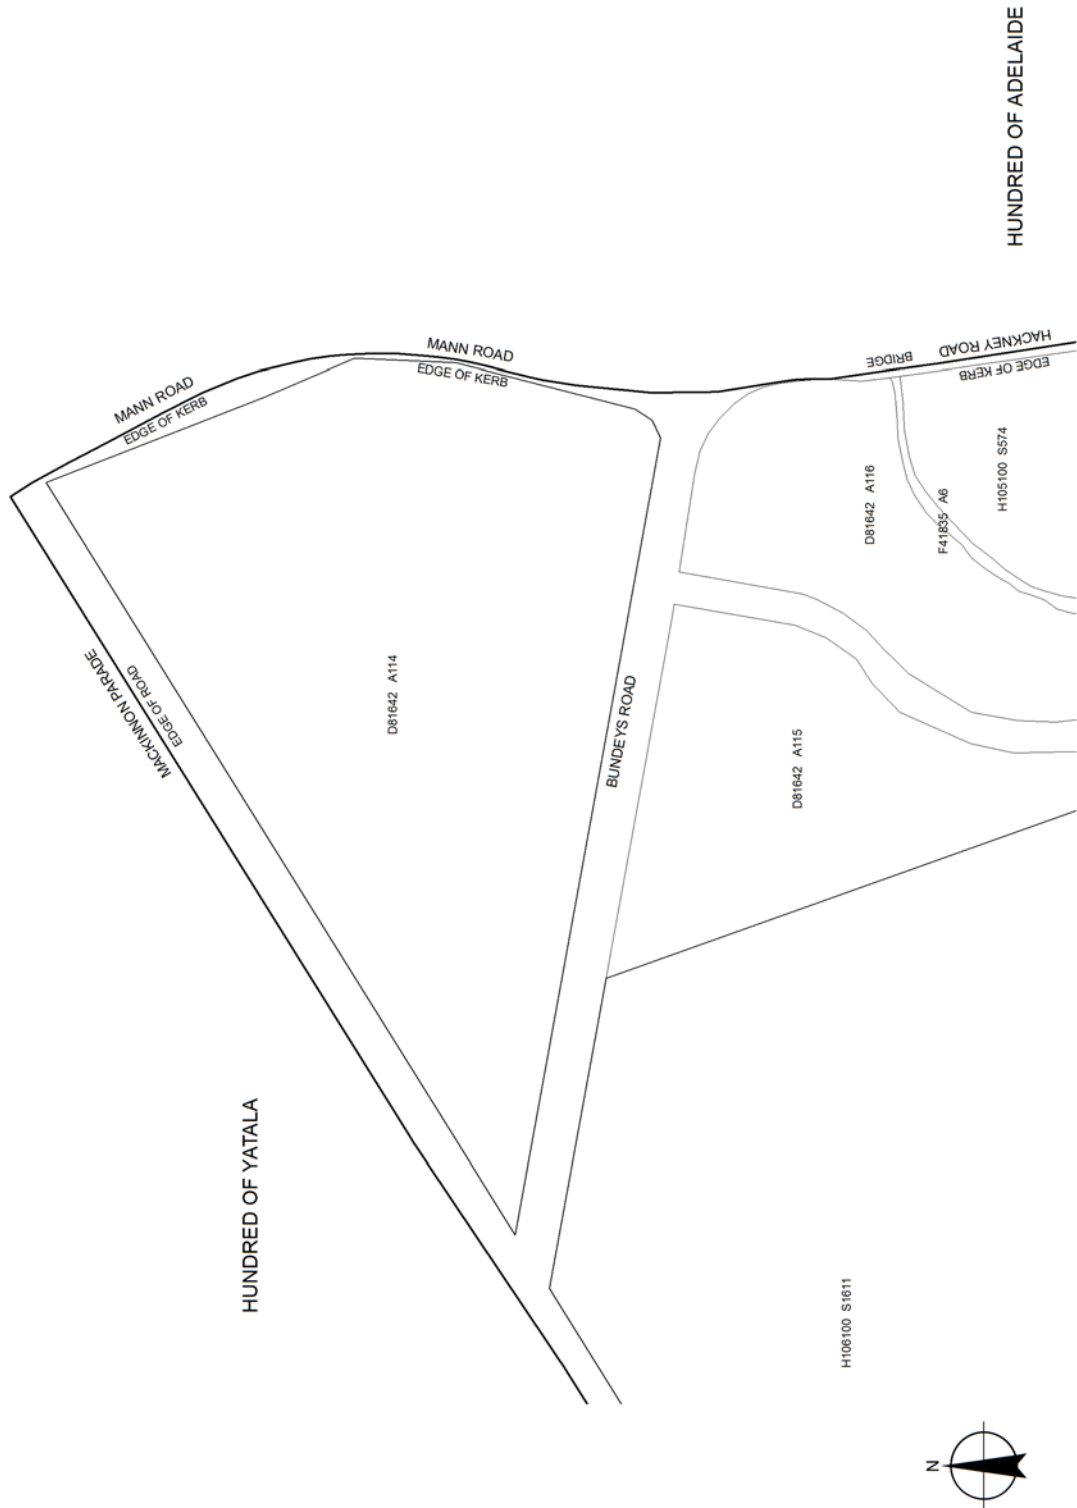 HUNDRED OF ADELAIDE
MANN ROAD
EDGE OF KERB
MANN ROAD
EDGE OF KERB
BRIDGE
HACKNEY ROAD
EDGE OF KERB
H105100 S574
D81642 A116
F41835 A6
MACKINNON PARADE
EDGE OF ROAD
D81642 A114
BUNDEYS ROAD
D81642 A115
HUNDRED OF YATALA
H106100 S1611
N